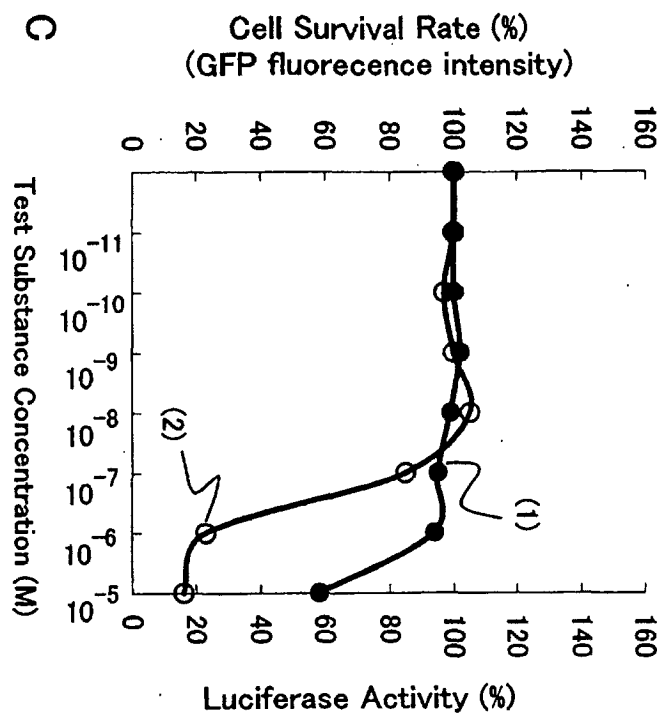 C
Cell Survival Rate (%)
(GFP fluorecence intensity)
0 20 40 60 80 100 120 140 160
Test Substance Concentration (M)
10-11
10-10
10-9
10-8
10-7
10-6
10-5
(1)
(2)
0 20 40 60 80 100 120 140 160
Luciferase Activity (%)